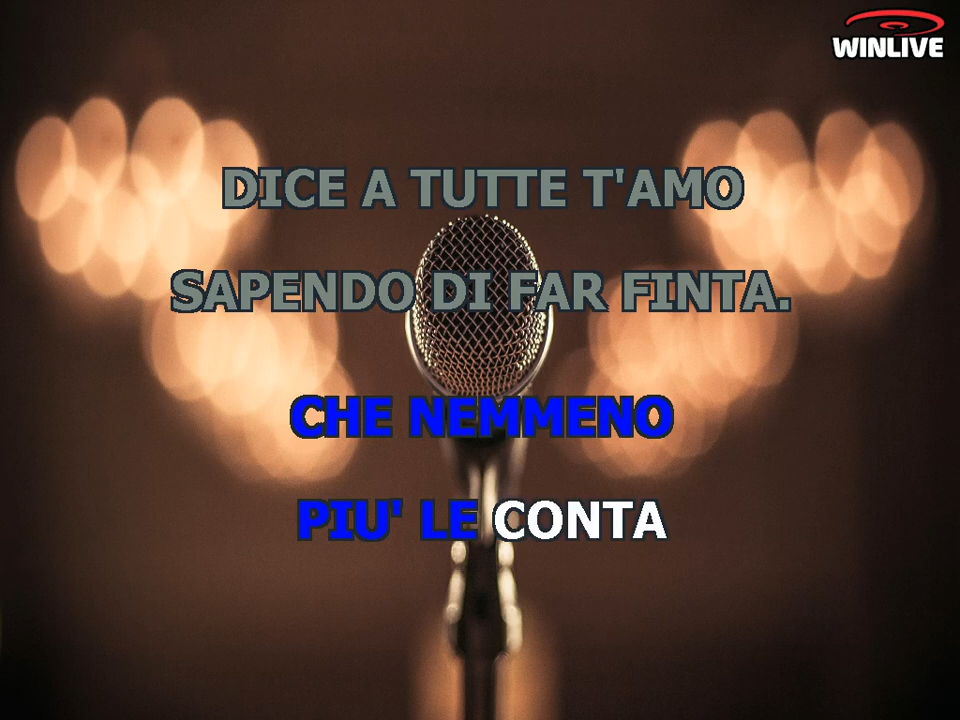 WINLIVE
DICE A TUTTE T'AMO
SAPENDO DI FAR FINTA.
CHE NEMMENO
PIU' LE CONTA